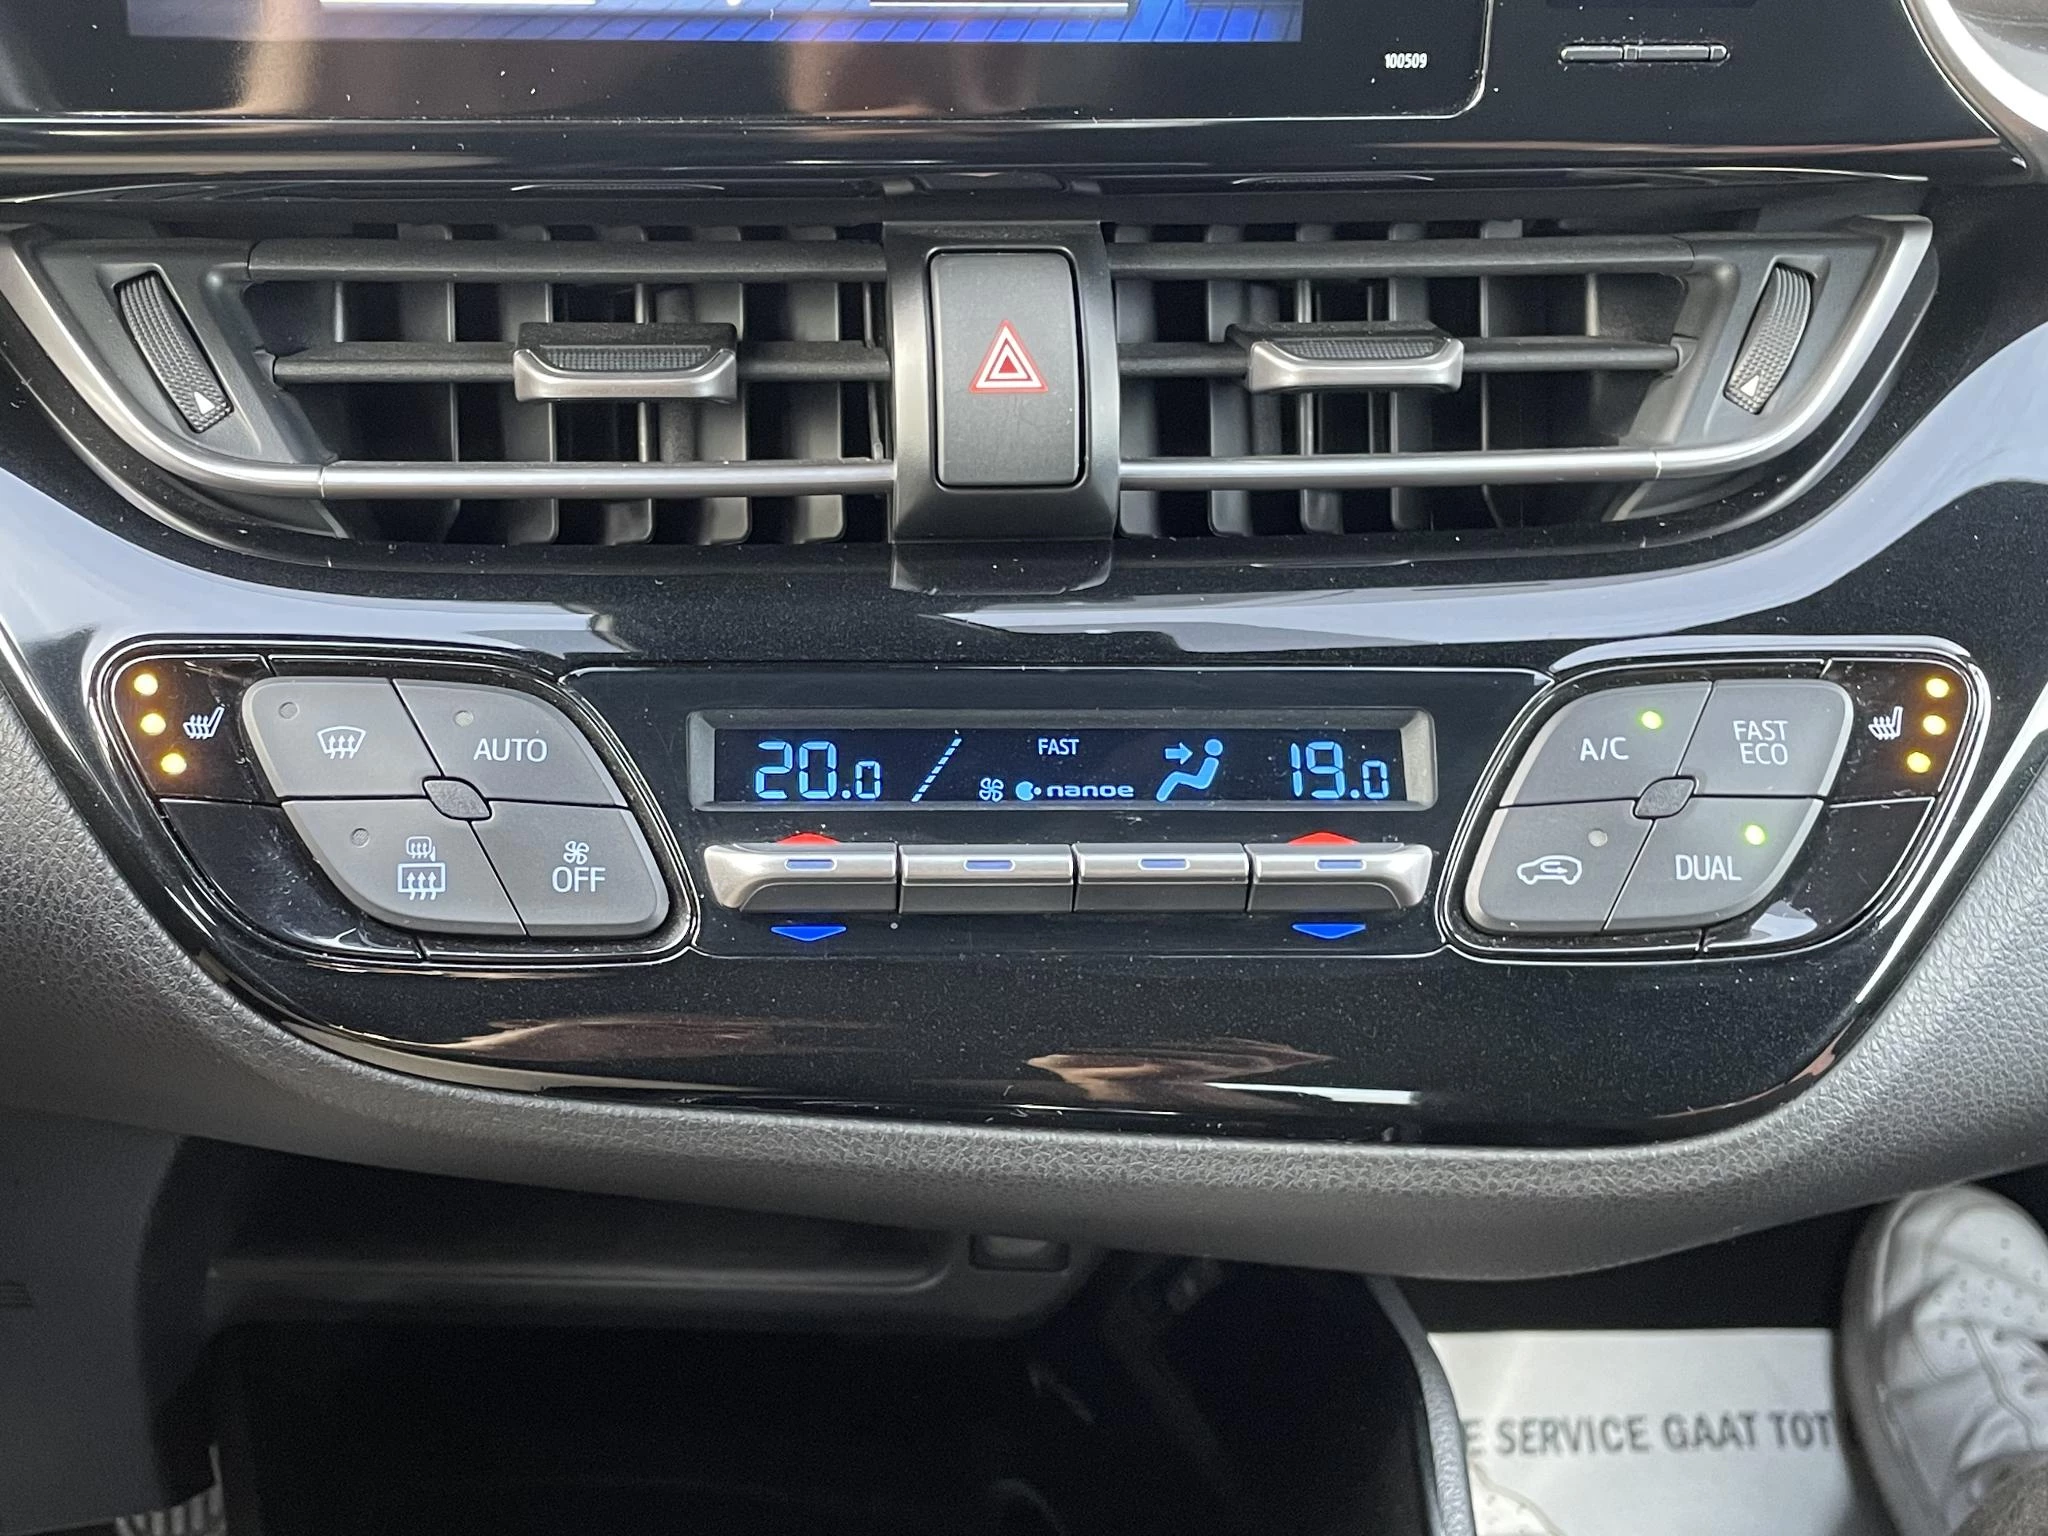 100509
AUTO
OFF
20.0
FAST
nanoe
19.0
A/C
FAST
ECO
DUAL
E SERVICE GAAT TOT